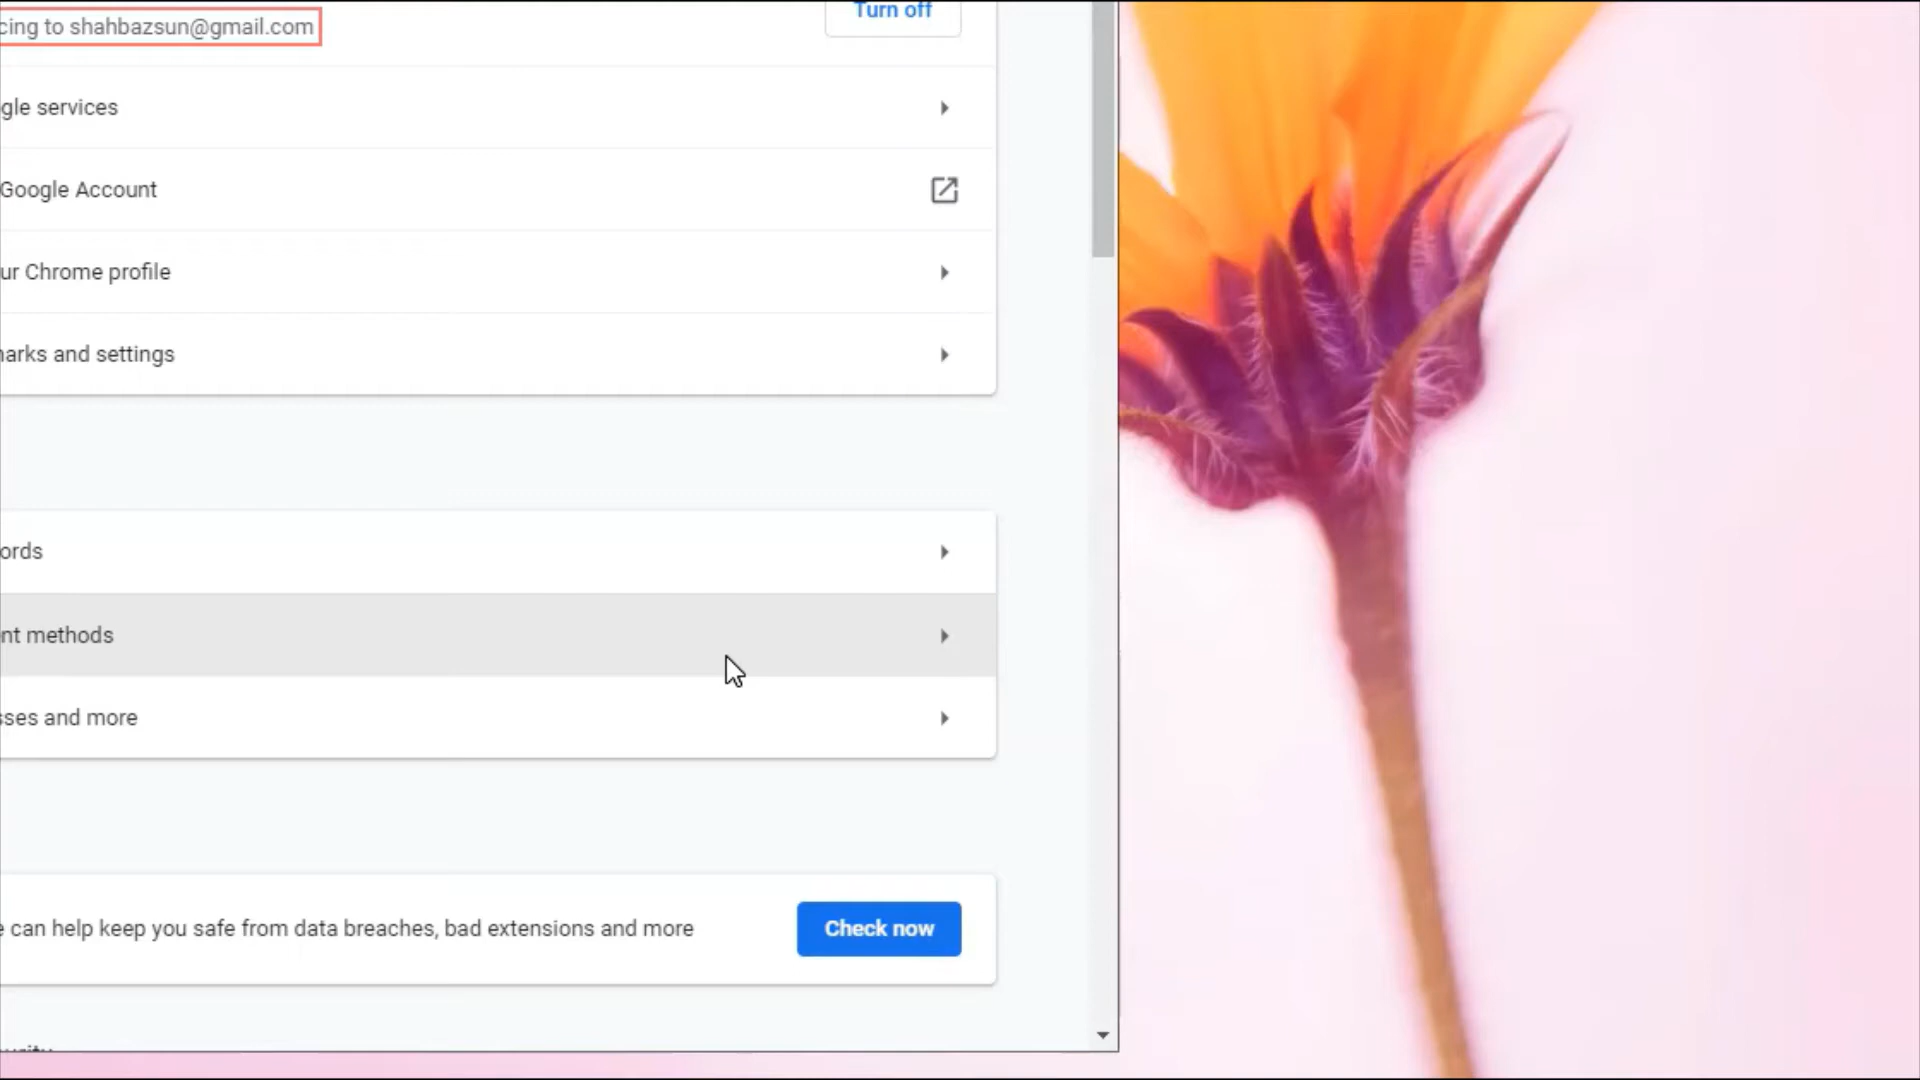 cing to shahbazsun@gmail.com
Turn off
gle services
Google Account
ur Chrome profile
arks and settings
ords
nt methods
sses and more
can help keep you safe from data breaches, bad extensions and more
Check now